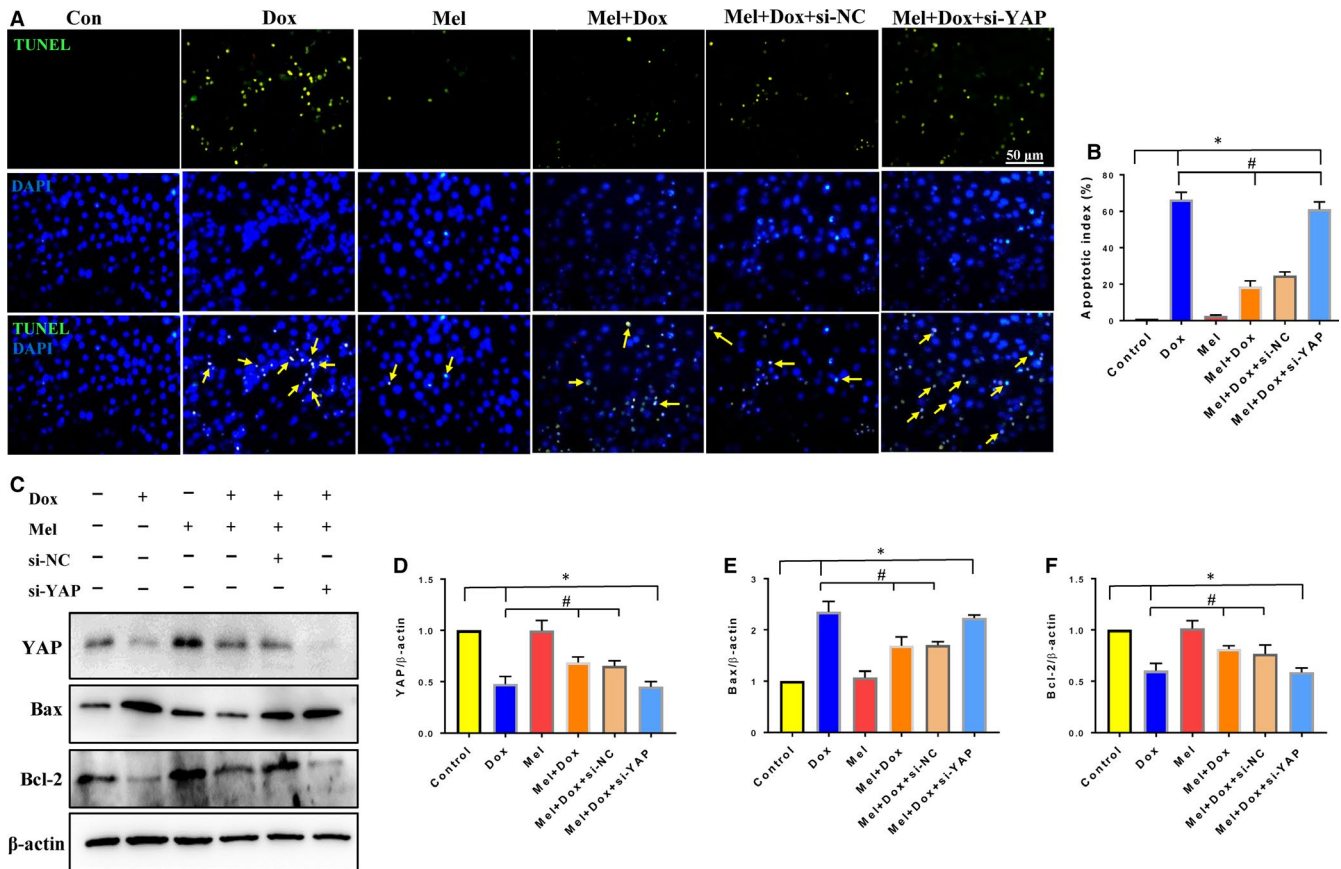 A
Con
Dox
Mel
Mel+Dox
Mel+Dox+si-NC
Mel+Dox+si-YAP
TUNEL
50 μm
DAPI
TUNEL
DAPI
B
Apoptotic index (%)
80
60
40
20
0
Control
Dox
Mel
Mel+Dox
Mel+Dox+si-NC
Mel+Dox+si-YAP
*
#
C
Dox − + − + + +
Mel − − + + + +
si-NC − − − − + −
si-YAP − − − − − +
YAP
Bax
Bcl-2
β-actin
D
YAP/β-actin
1.5
1.0
0.5
0.0
Control
Dox
Mel
Mel+Dox
Mel+Dox+si-NC
Mel+Dox+si-YAP
*
#
E
Bax/β-actin
3
2
1
0
Control
Dox
Mel
Mel+Dox
Mel+Dox+si-NC
Mel+Dox+si-YAP
*
#
F
Bcl-2/β-actin
1.5
1.0
0.5
0.0
Control
Dox
Mel
Mel+Dox
Mel+Dox+si-NC
Mel+Dox+si-YAP
*
#